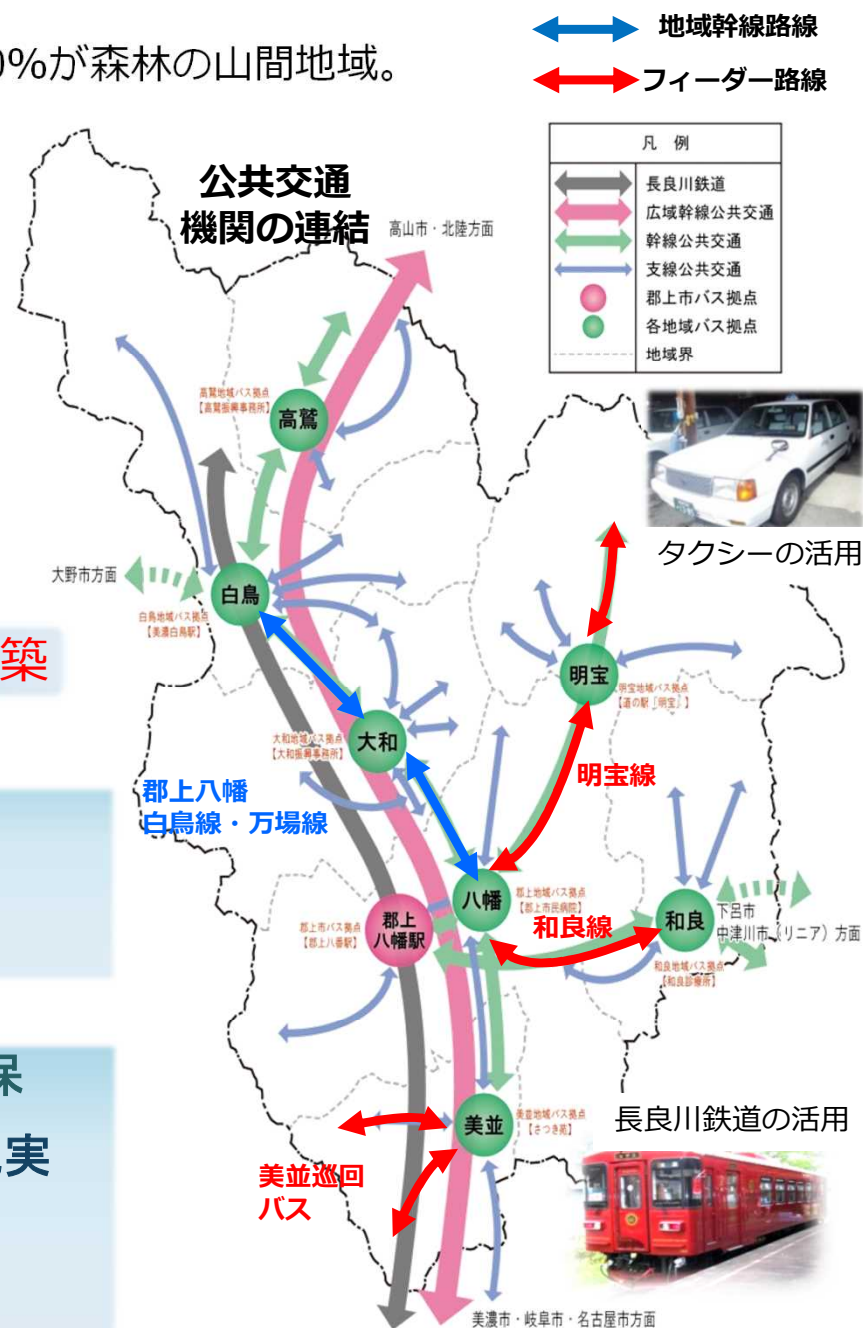 地域幹線路線
0%が森林の山間地域。
フィーダー路線
凡 例
長良川鉄道
広域幹線公共交通
幹線公共交通
支線公共交通
郡上市バス拠点
各地域バス拠点
地域界
公共交通
機関の連結
高山市・北陸方面
高鷲地域バス拠点
【高鷲振興事務所】
高鷲
タクシーの活用
大野市方面
白鳥
白鳥地域バス拠点
【美濃白鳥駅】
築
明宝
明宝地域バス拠点
【道の駅「明宝」】
大和
大和地域バス拠点
【大和振興事務所】
明宝線
郡上八幡
白鳥線・万場線
八幡
郡上地域バス拠点
【郡上市民病院】
和良線
和良
下呂市
中津川市（リニア）方面
郡上
八幡駅
郡上市バス拠点
【郡上八幡駅】
和良地域バス拠点
【和良診療所】
保
実
美並
美並地域バス拠点
【さつき苑】
長良川鉄道の活用
美並巡回
バス
美濃市・岐阜市・名古屋市方面